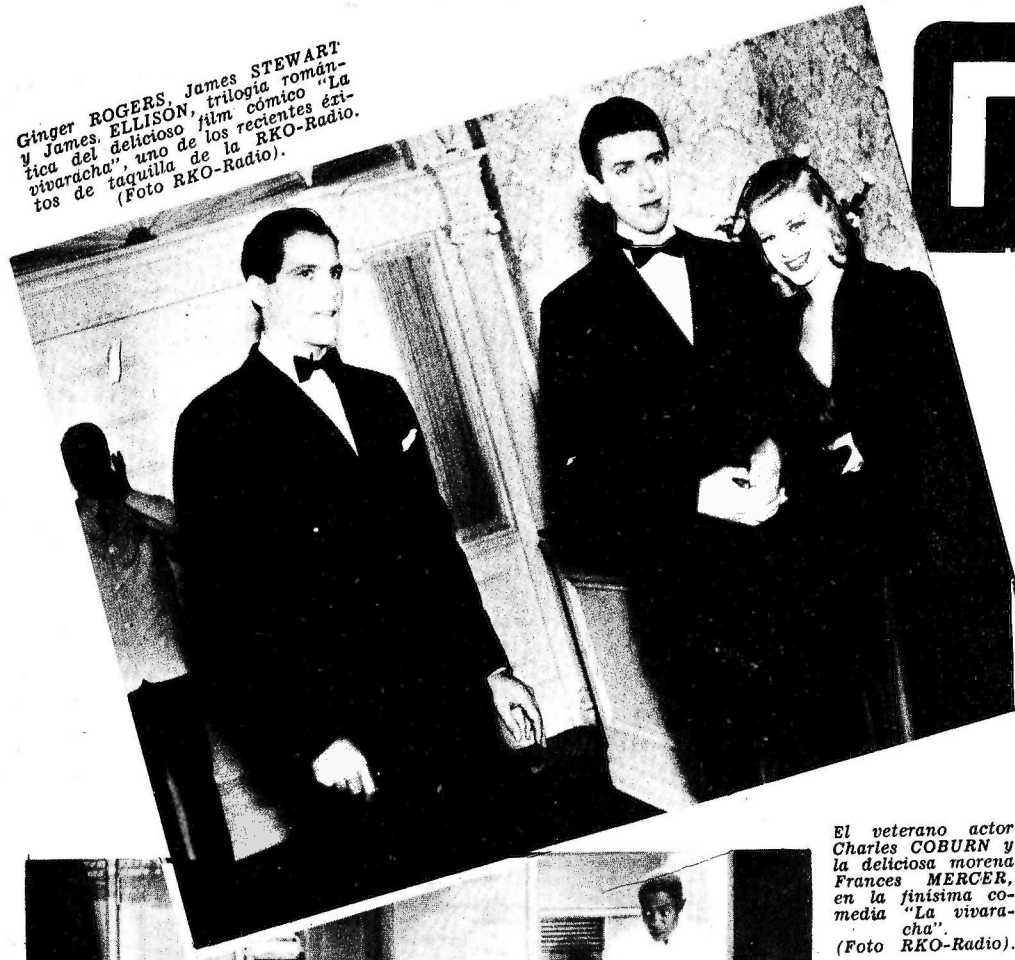 Ginger ROGERS, James STEWART
y James ELLISON, trilogía román-
tica del delicioso film cómico "La
vivaracha", uno de los recientes éxi-
tos de taquilla de la RKO-Radio.
(Foto RKO-Radio).
El veterano actor
Charles COBURN y
la deliciosa morena
Frances MERCER,
en la finísima co-
media "La vivara-
cha".
(Foto RKO-Radio).